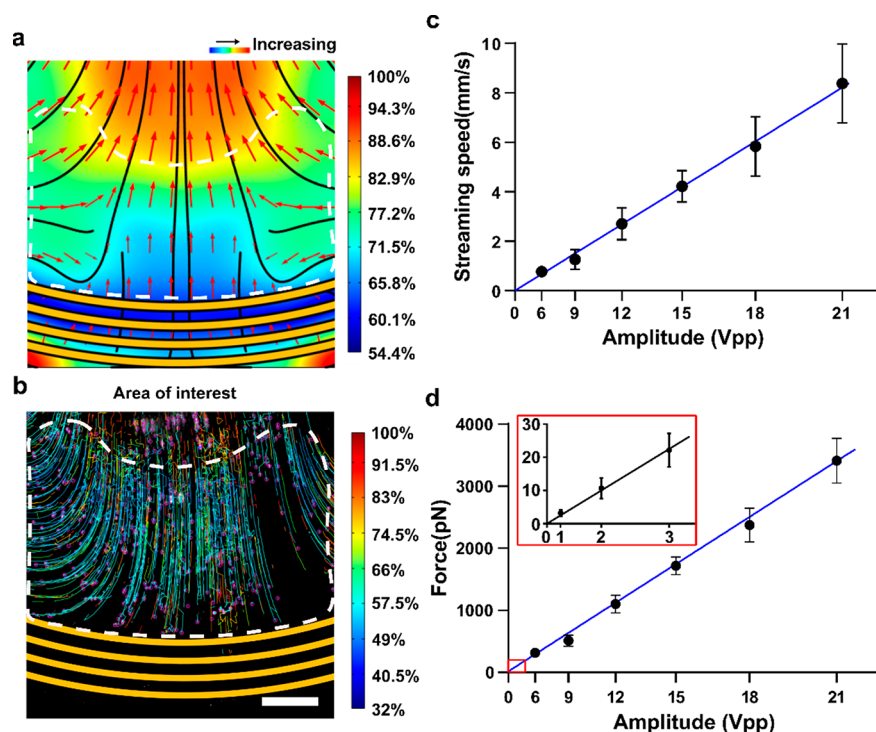 a
Increasing
100%
94.3%
88.6%
82.9%
77.2%
71.5%
65.8%
60.1%
54.4%
b
Area of interest
100%
91.5%
83%
74.5%
66%
57.5%
49%
40.5%
32%
c
Streaming speed(mm/s)
10
8
6
4
2
0
0 6 9 12 15 18 21
Amplitude (Vpp)
d
Force(pN)
4000
3000
2000
1000
0
30
20
10
0
0 1 2 3
0 6 9 12 15 18 21
Amplitude (Vpp)